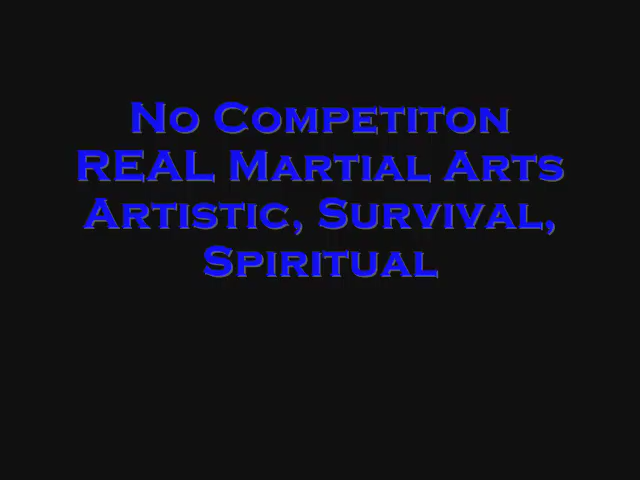 No Competiton
REAL Martial Arts
Artistic, Survival,
Spiritual